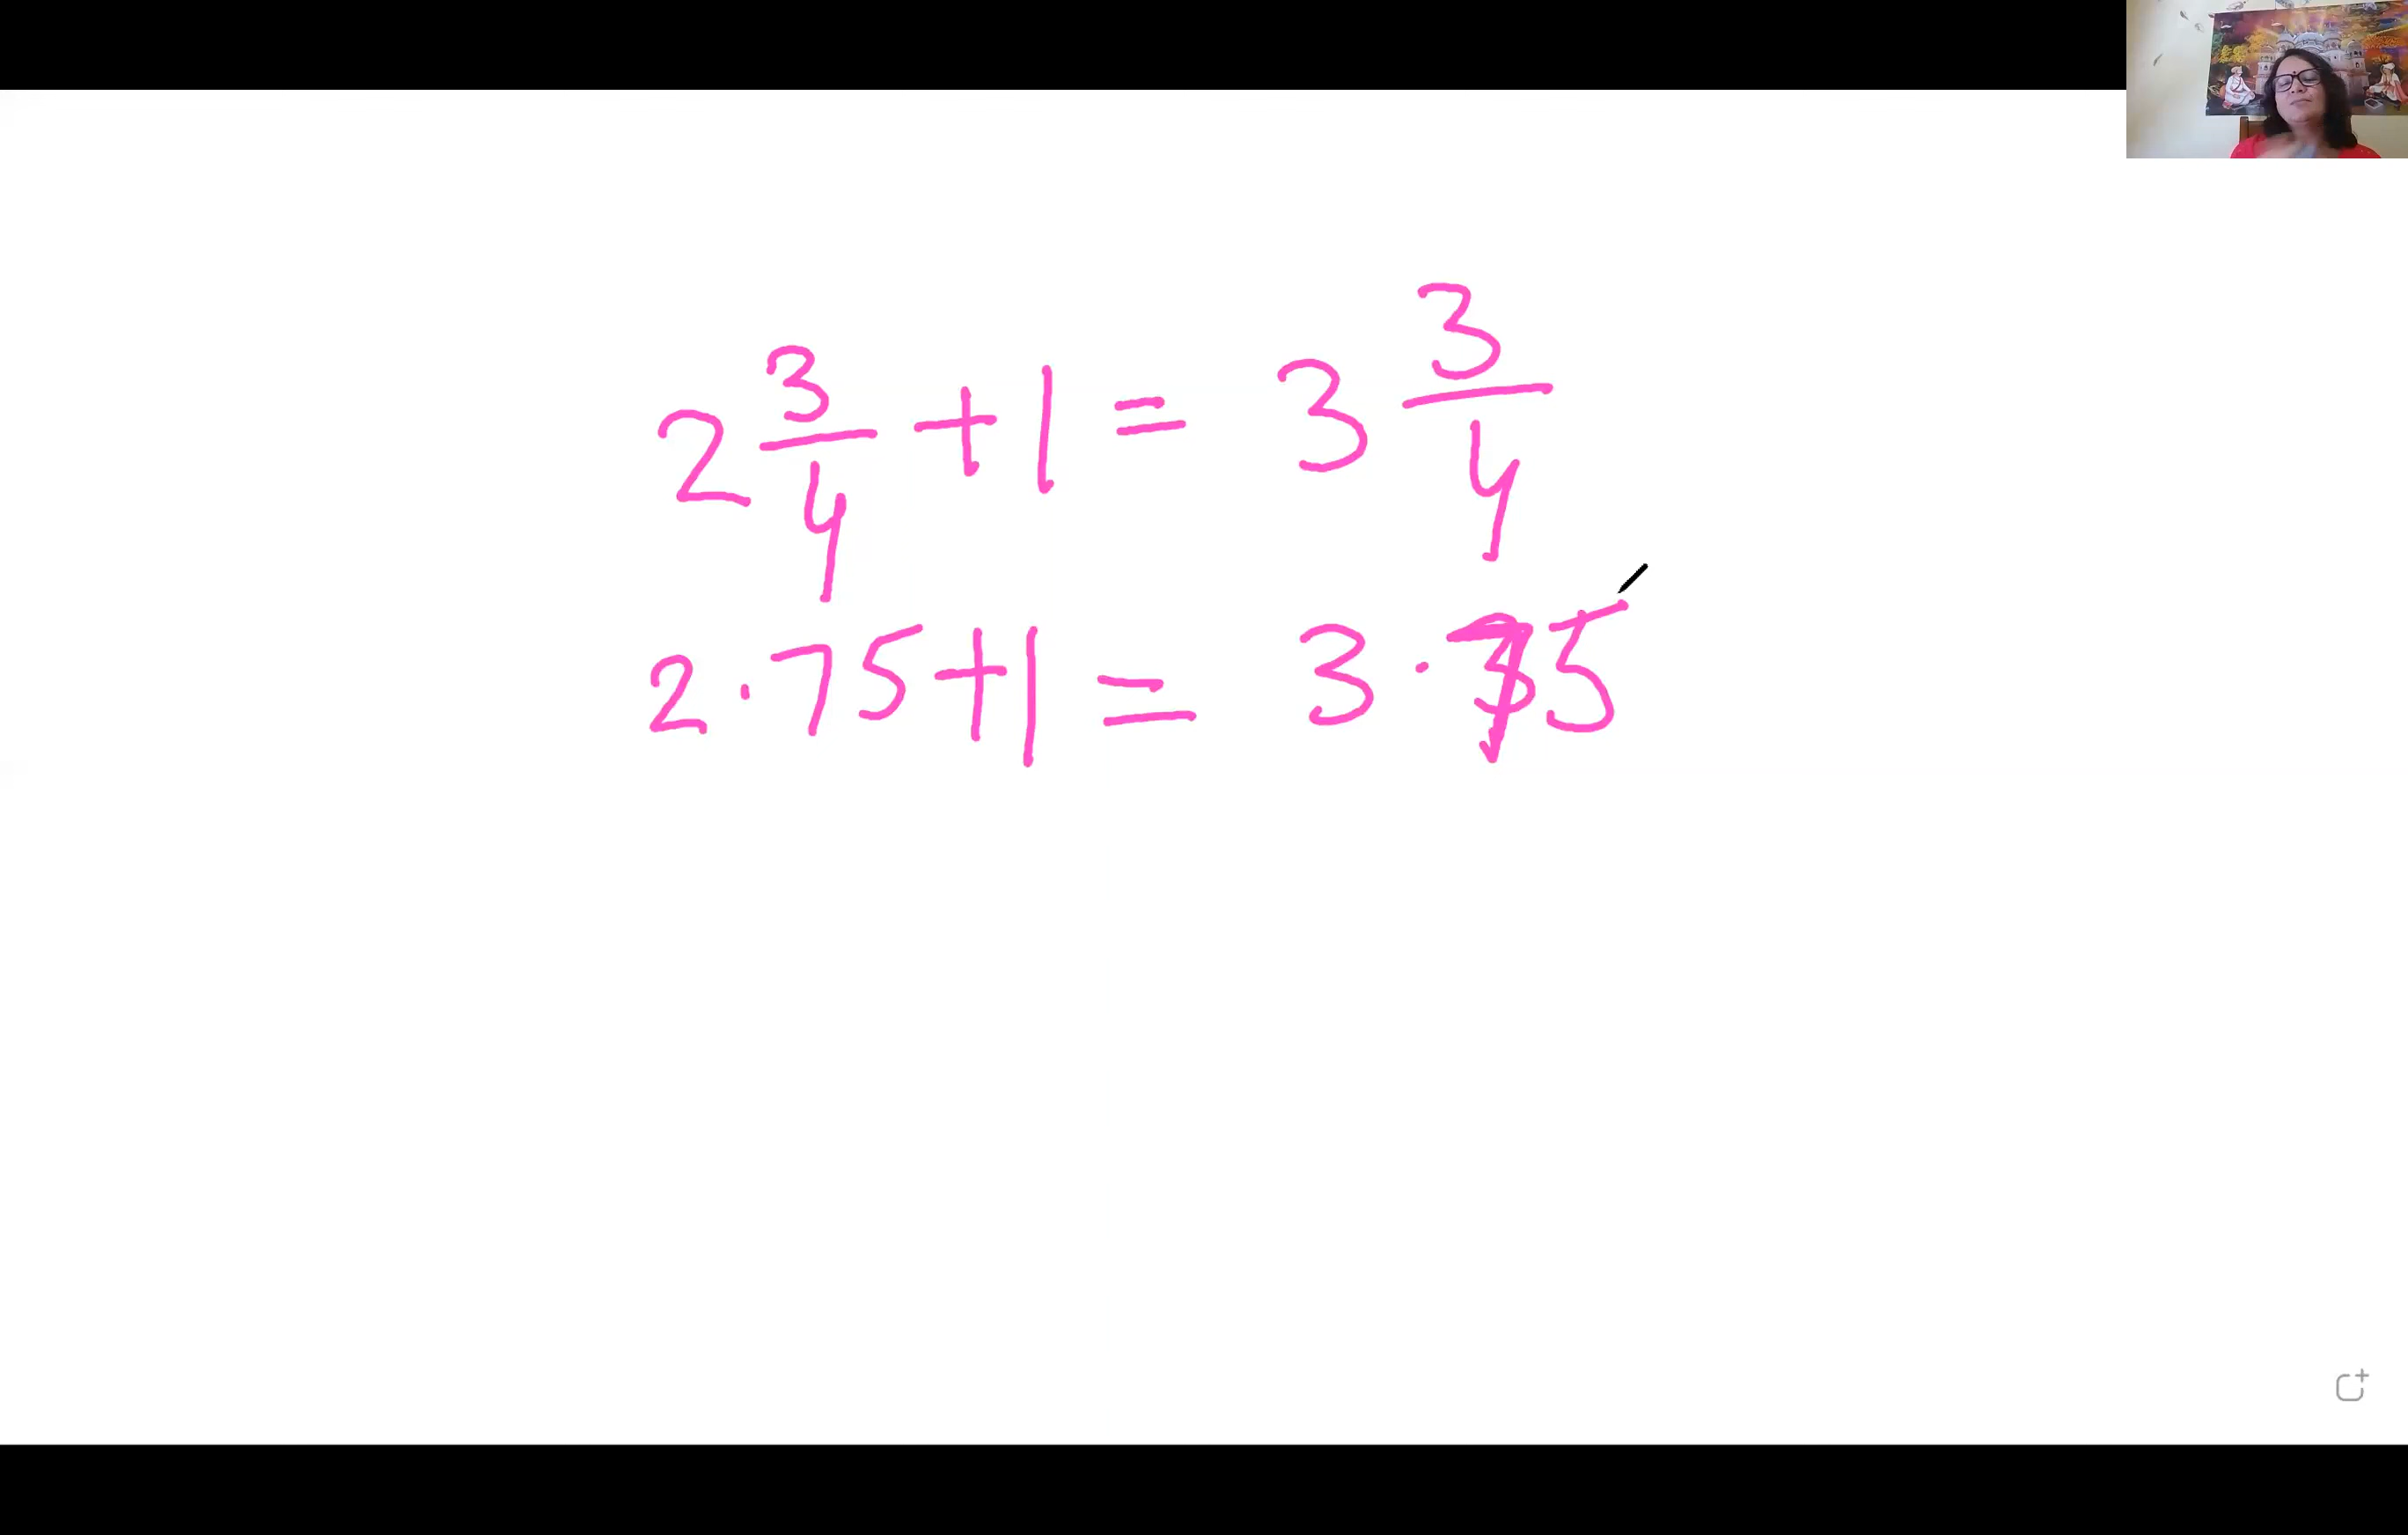 2 3/4 + 1 = 3 3/4
2.75 + 1 = 3.75